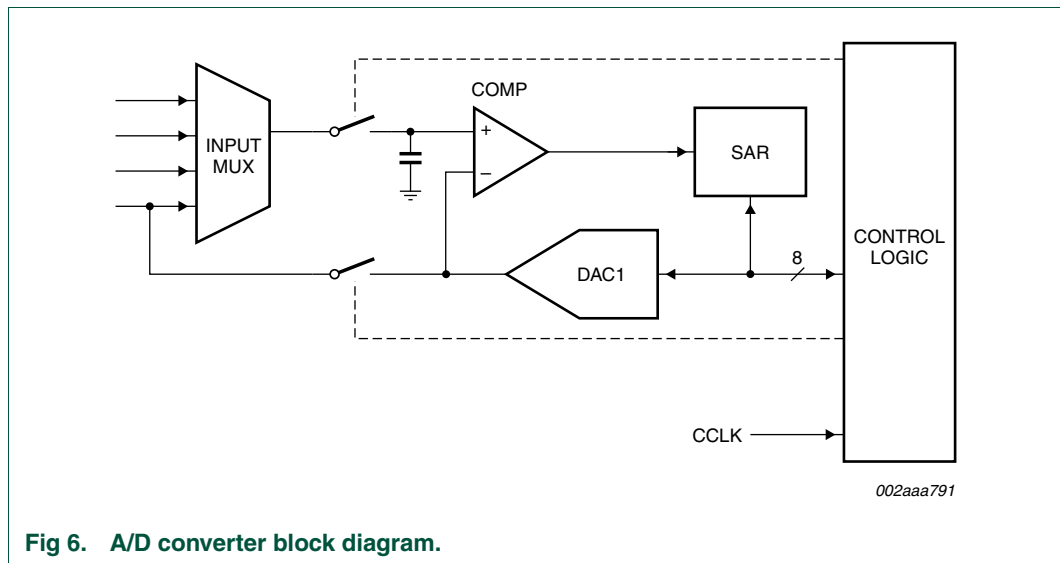 COMP
+
−
INPUT
MUX
SAR
DAC1
8
CONTROL
LOGIC
CCLK
002aaa791
Fig 6. A/D converter block diagram.